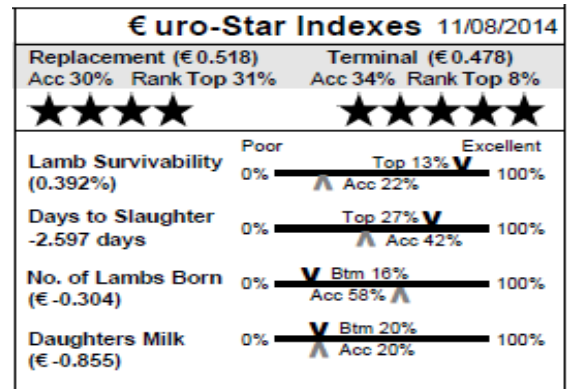 € uro-Star Indexes 11/08/2014
Replacement (€0.518) Terminal (€0.478)
Acc 30% Rank Top 31% Acc 34% Rank Top 8%
Poor Excellent
Lamb Survivability
(0.392%)
0% Top 13% Acc 22% 100%
Days to Slaughter
-2.597 days
0% Top 27% Acc 42% 100%
No. of Lambs Born
(€ -0.304)
0% Btm 16% Acc 58% 100%
Daughters Milk
(€ -0.855)
0% Btm 20% Acc 20% 100%